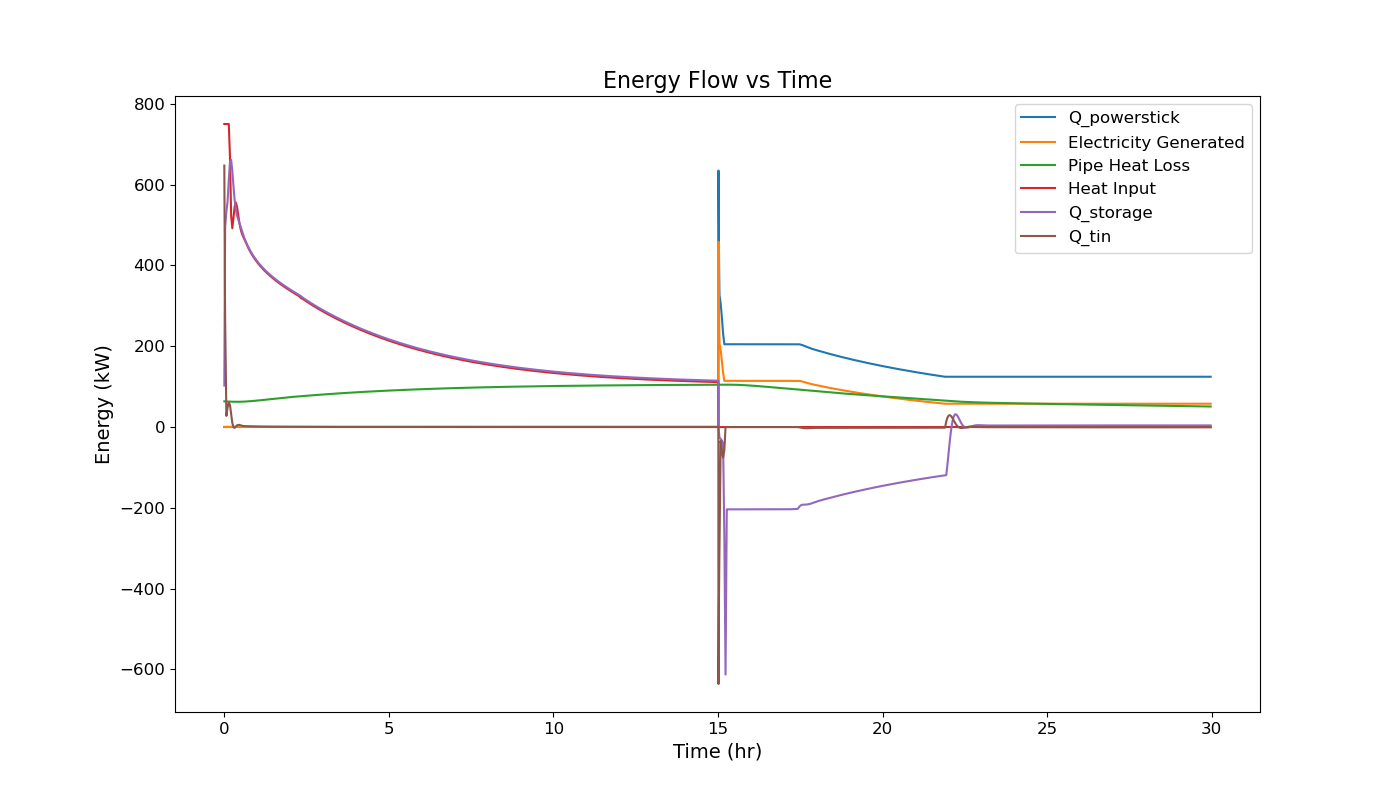 Energy Flow vs Time
Energy (kW)
800
600
400
200
0
−200
−400
−600
Q_powerstick
Electricity Generated
Pipe Heat Loss
Heat Input
Q_storage
Q_tin
0 5 10 15 20 25 30
Time (hr)